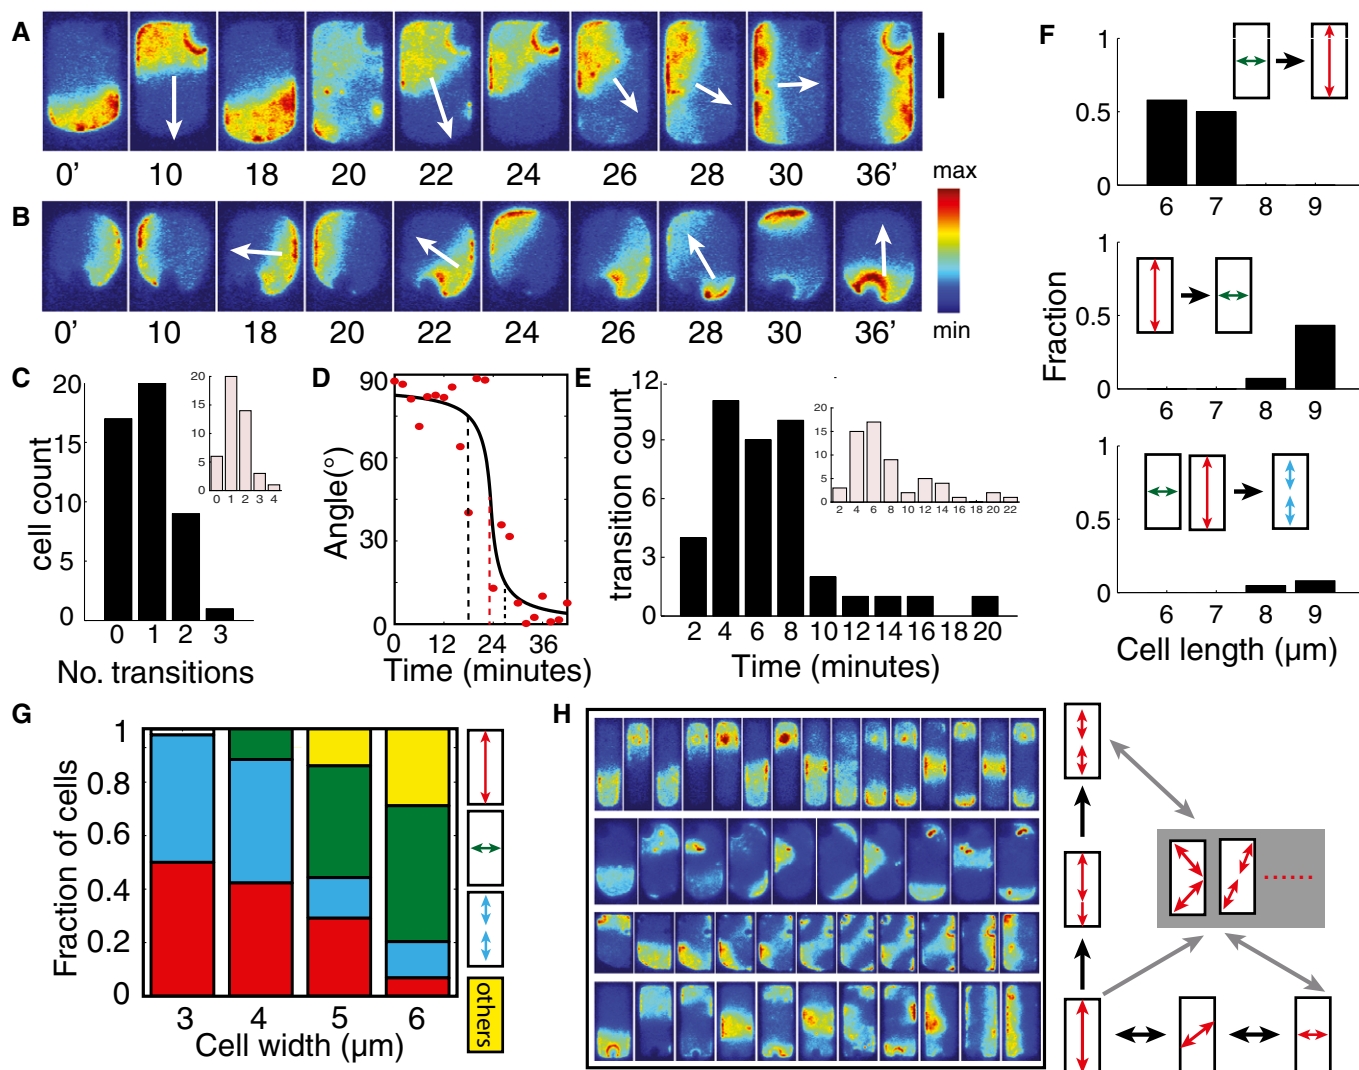 A
0' 10 18 20 22 24 26 28 30 36'
max
B
min
0' 10 18 20 22 24 26 28 30 36'
C
20
15
10
5
0
cell count
0 1 2 3
No. transitions
20
15
10
5
0
0 1 2 3 4
D
90
60
30
0
Angle(°)
0 12 24 36
Time (minutes)
E
12
9
6
3
0
transition count
2 4 6 8 10 12 14 16 18 20
Time (minutes)
20
15
10
5
0
2 4 6 8 10 12 14 16 18 20 22
F
1
0.5
0
6 7 8 9
1
0.5
0
6 7 8 9
Fraction
1
0.5
0
6 7 8 9
Cell length (µm)
G
1
0.8
0.6
0.4
0.2
0
Fraction of cells
3 4 5 6
Cell width (µm)
others
H